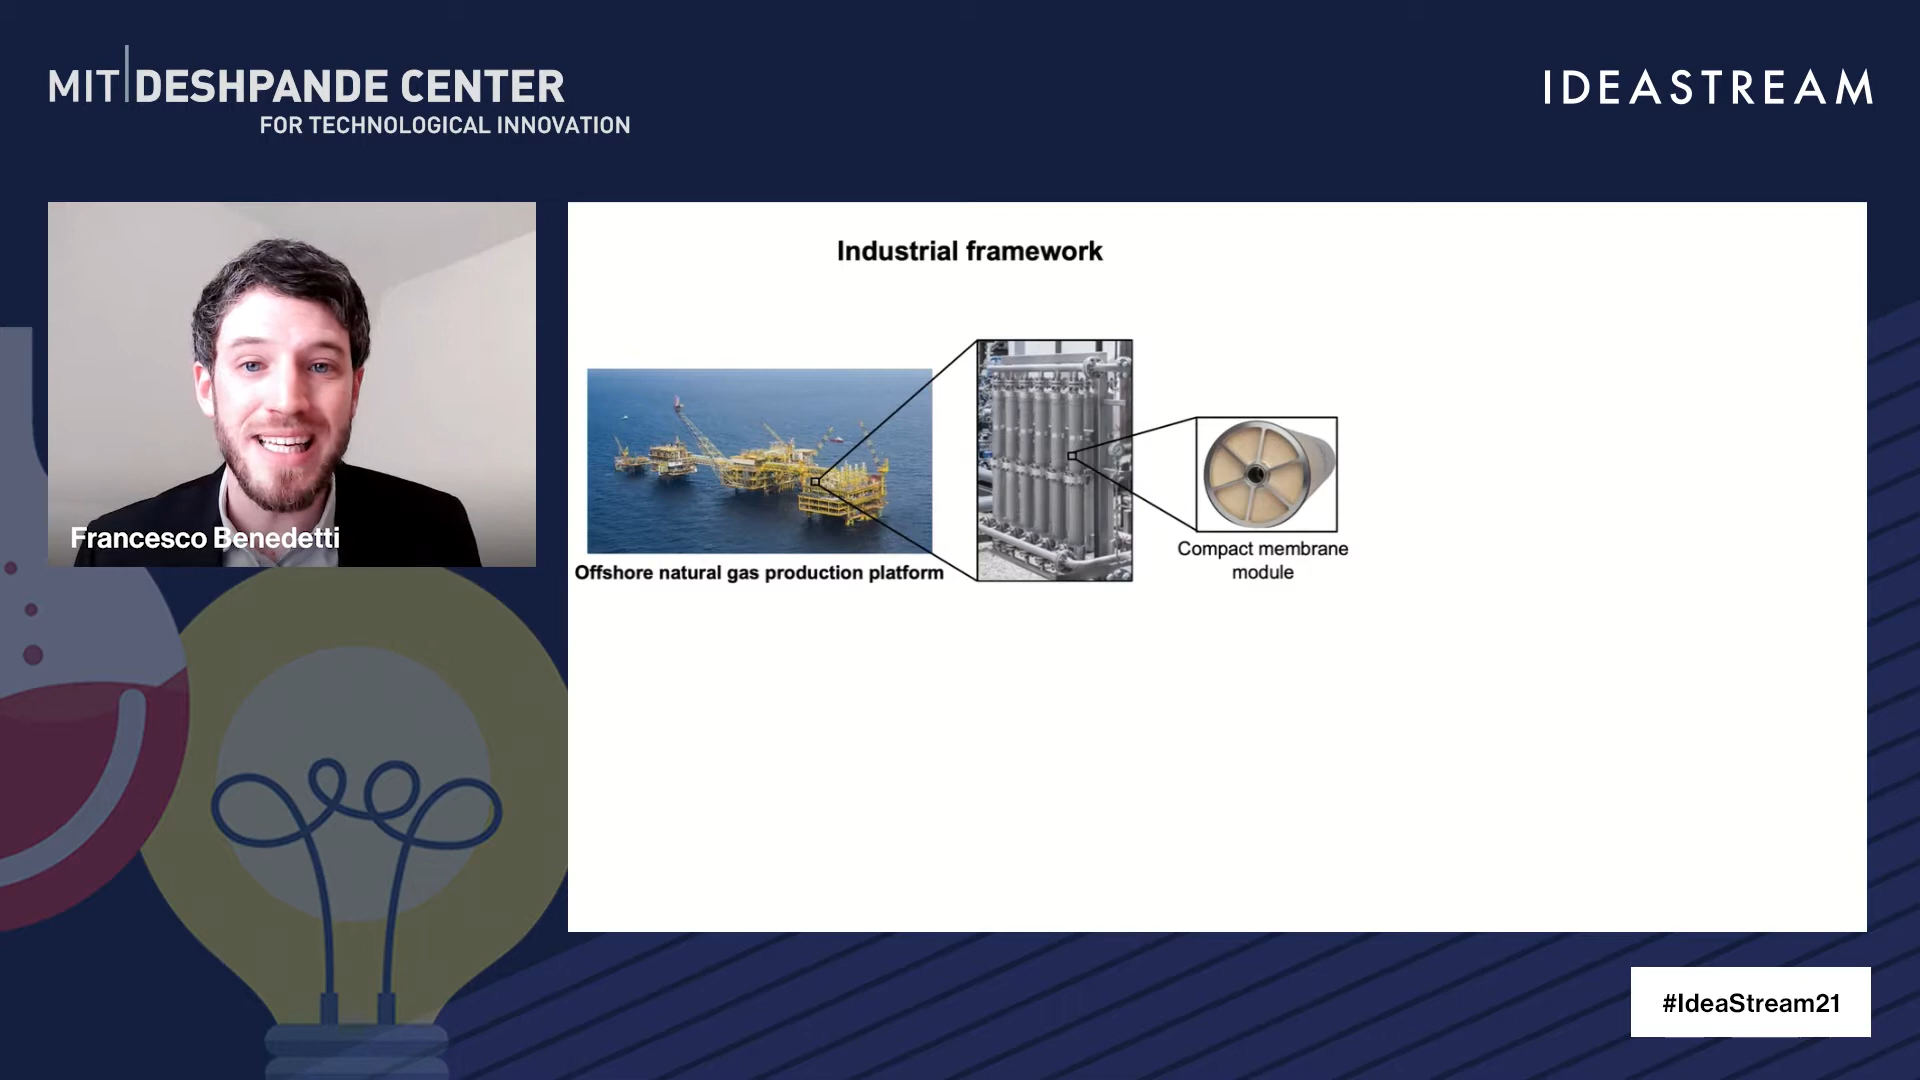 MIT DESHPANDE CENTER
FOR TECHNOLOGICAL INNOVATION
IDEASTREAM
Francesco Benedetti
Industrial framework
Offshore natural gas production platform
Compact membrane
module
#IdeaStream21